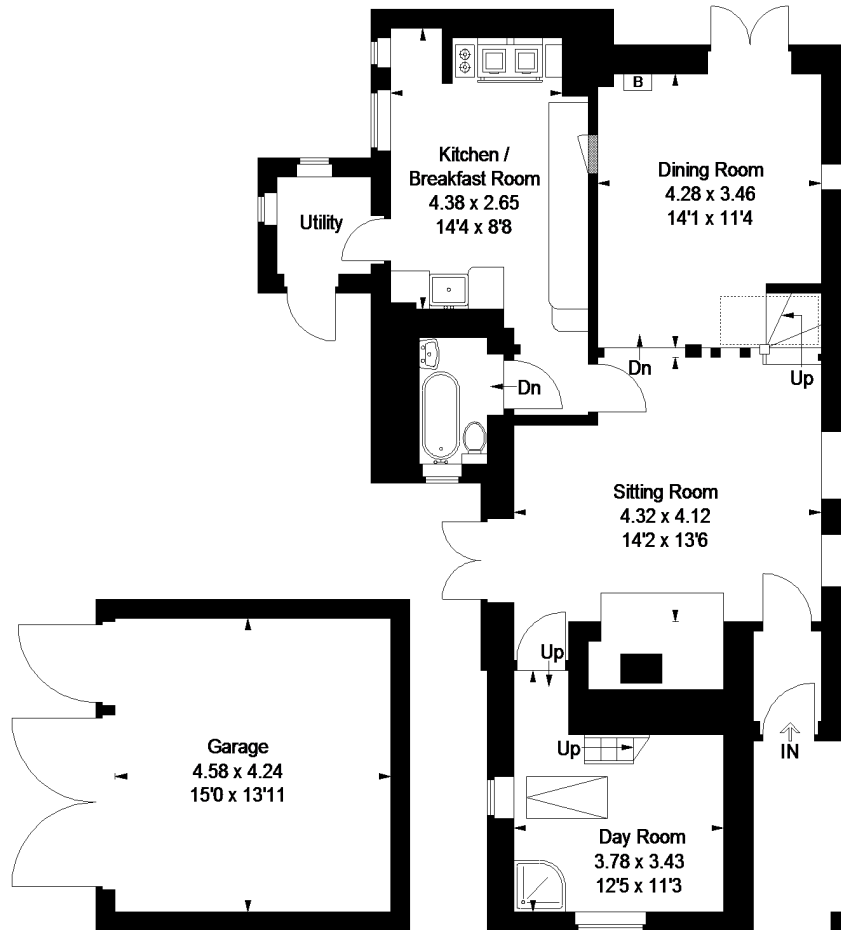 B
Kitchen /
Breakfast Room
4.38 x 2.65
14'4 x 8'8
Dining Room
4.28 x 3.46
14'1 x 11'4
Utility
Dn
Up
Dn
Sitting Room
4.32 x 4.12
14'2 x 13'6
Up
Garage
4.58 x 4.24
15'0 x 13'11
Up
IN
Day Room
3.78 x 3.43
12'5 x 11'3